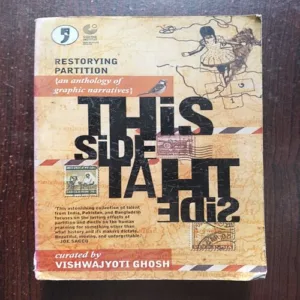 RESTORYING
PARTITION
{an anthology of
graphic narratives}
THiS
SiDE
THAT
SiDE
"This astonishing collection of talent
from India, Pakistan, and Bangladesh
focuses on the lasting effects of
partition and dwells on the human
yearning for something other than
what history and its makers dictate.
Beautiful, moving, and unforgettable."
—JOE SACCO
curated by
VISHWAJYOTI GHOSH